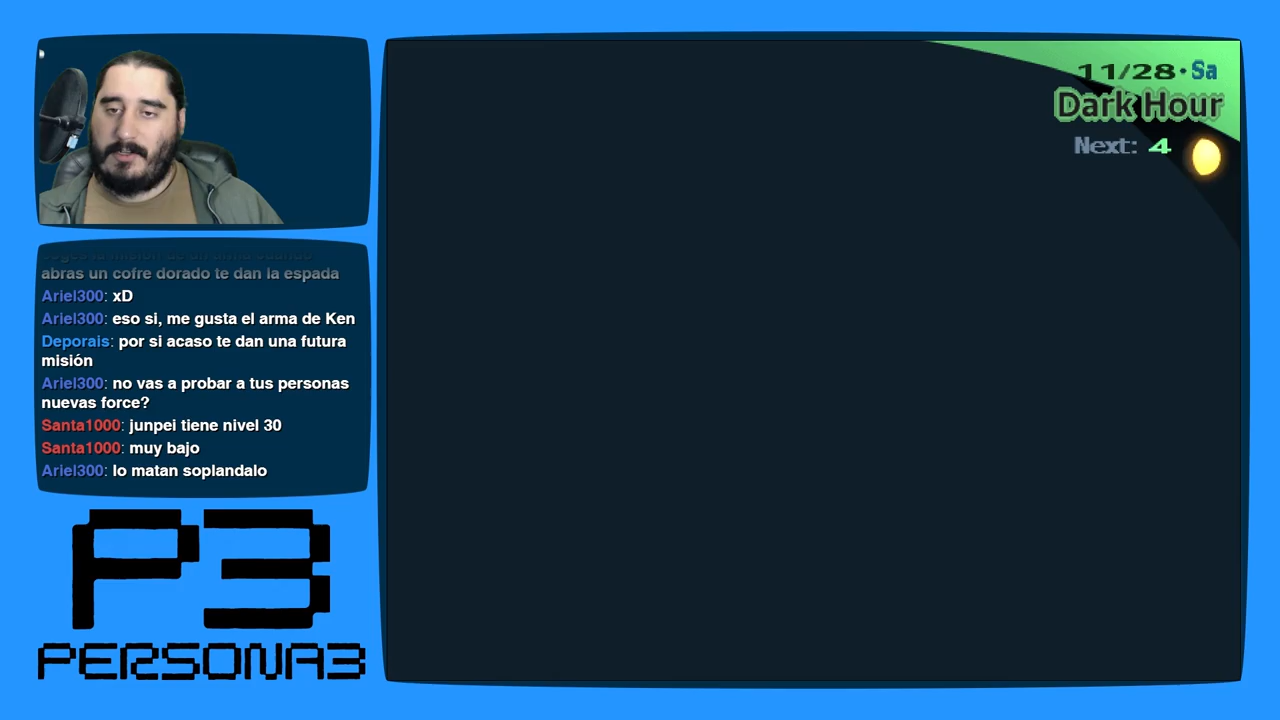 11/28・Sa
Dark Hour
Next: 4
abras un cofre dorado te dan la espada
Ariel300: xD
Ariel300: eso si, me gusta el arma de Ken
Deporais: por si acaso te dan una futura
misión
Ariel300: no vas a probar a tus personas
nuevas force?
Santa1000: junpei tiene nivel 30
Santa1000: muy bajo
Ariel300: lo matan soplandalo
P3
PERSONA3